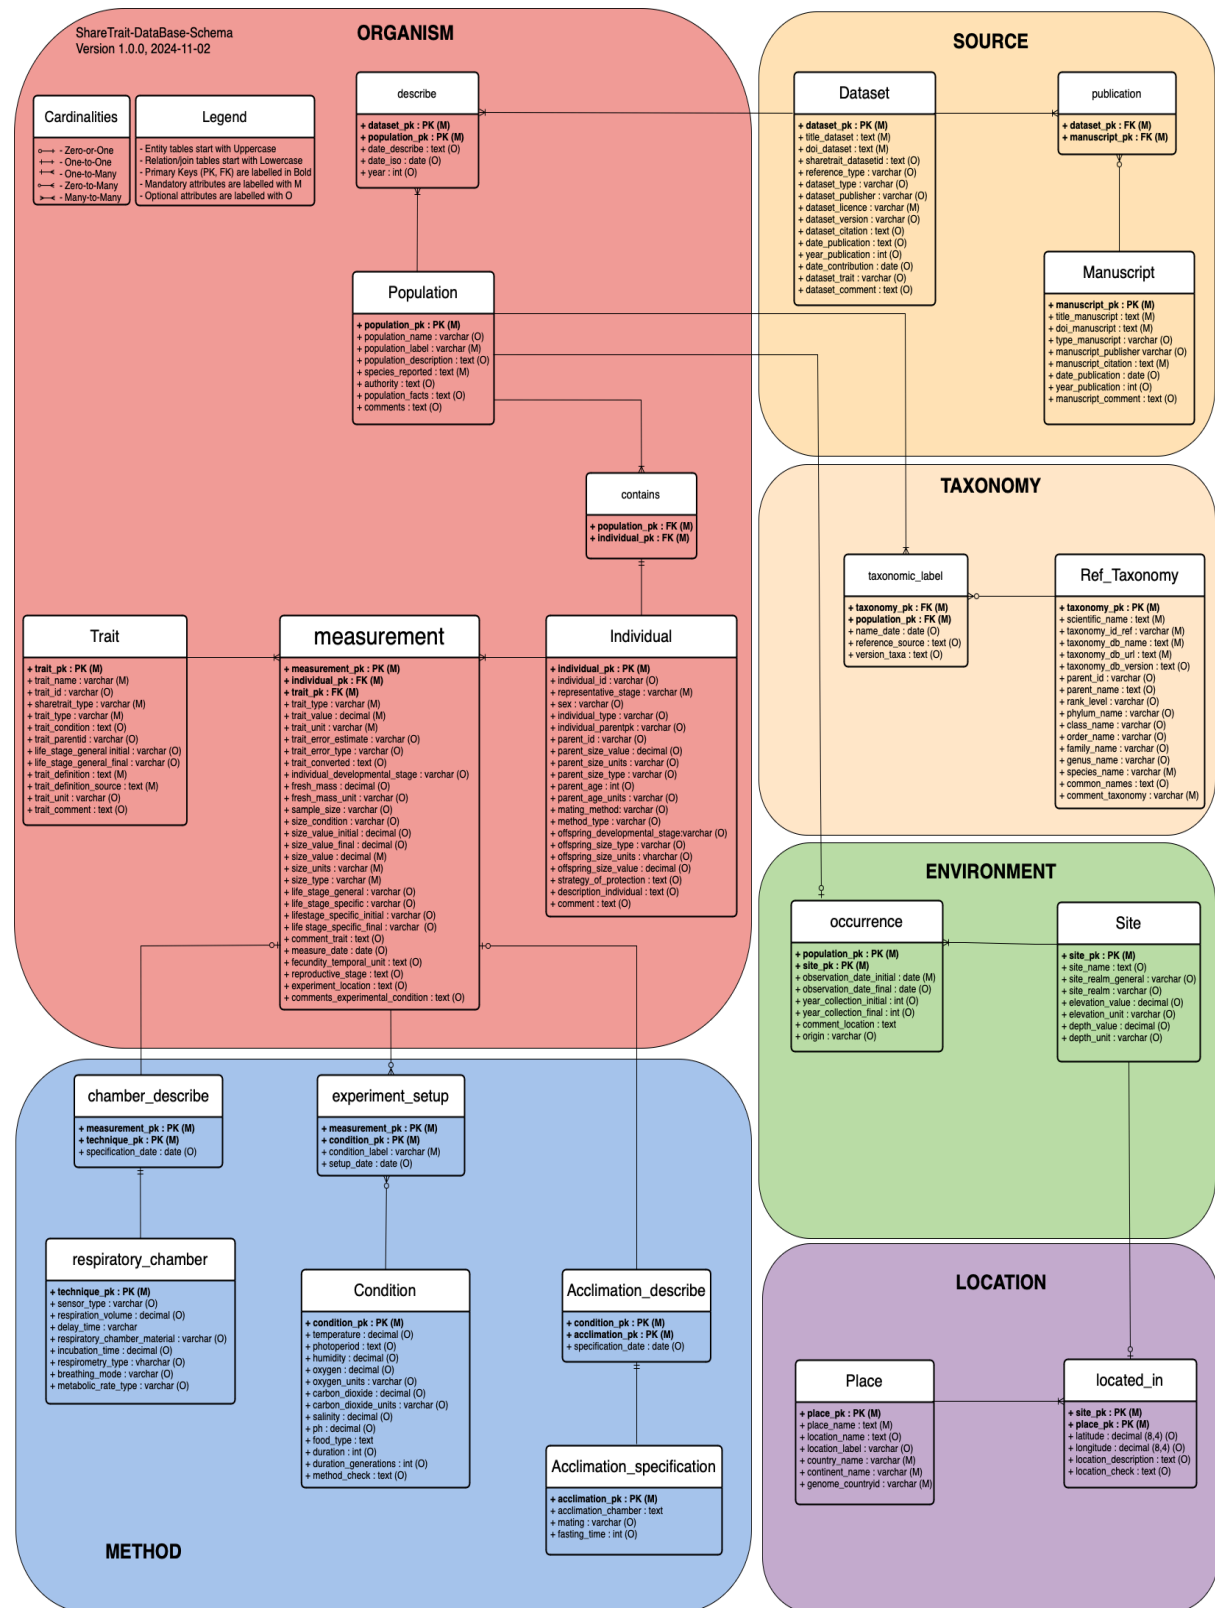 ShareTrait-DataBase-Schema
Version 1.0.0, 2024-11-02
ORGANISM
Cardinalities
- Zero-or-One
- One-to-One
- One-to-Many
- Zero-to-Many
- Many-to-Many
Legend
- Entity tables start with Uppercase
- Relation/join tables start with Lowercase
- Primary Keys (PK, FK) are labelled in Bold
- Mandatory attributes are labelled with M
- Optional attributes are labelled with O
describe
+ dataset_pk : PK (M)
+ population_pk : PK (M)
+ date_describe : text (O)
+ date_iso : date (O)
+ year : int (O)
Population
+ population_pk : PK (M)
+ population_name : varchar (O)
+ population_label : varchar (M)
+ population_description : text (O)
+ species_reported : text (M)
+ authority : text (O)
+ population_facts : text (O)
+ comments : text (O)
contains
+ population_pk : FK (M)
+ individual_pk : FK (M)
Trait
+ trait_pk : PK (M)
+ trait_name : varchar (M)
+ trait_id : varchar (O)
+ sharetrait_type : varchar (M)
+ trait_type : varchar (M)
+ trait_condition : text (O)
+ trait_parentid : varchar (O)
+ life_stage_general initial : varchar (O)
+ life_stage_general_final : varchar (O)
+ trait_definition : text (M)
+ trait_definition_source : text (M)
+ trait_unit : varchar (O)
+ trait_comment : text (O)
measurement
+ measurement_pk : PK (M)
+ individual_pk : FK (M)
+ trait_pk : FK (M)
+ trait_type : varchar (M)
+ trait_value : decimal (M)
+ trait_unit : varchar (M)
+ trait_error_estimate : varchar (O)
+ trait_error_type : varchar (O)
+ trait_converted : text (O)
+ individual_developmental_stage : varchar (O)
+ fresh_mass : decimal (O)
+ fresh_mass_unit : varchar (O)
+ sample_size : varchar (O)
+ size_condition : varchar (O)
+ size_value_initial : decimal (O)
+ size_value_final : decimal (O)
+ size_value : decimal (M)
+ size_units : varchar (M)
+ size_type : varchar (M)
+ life_stage_general : varchar (O)
+ life_stage_specific : varchar (O)
+ lifestage_specific_initial : varchar (O)
+ life stage_specific_final : varchar (O)
+ comment_trait : text (O)
+ measure_date : date (O)
+ fecundity_temporal_unit : text (O)
+ reproductive_stage : text (O)
+ experiment_location : text (O)
+ comments_experimental_condition : text (O)
Individual
+ individual_pk : PK (M)
+ individual_id : varchar (O)
+ representative_stage : varchar (M)
+ sex : varchar (O)
+ individual_type : varchar (O)
+ individual_parentpk : varchar (O)
+ parent_id : varchar (O)
+ parent_size_value : decimal (O)
+ parent_size_units : varchar (O)
+ parent_size_type : varchar (O)
+ parent_age : int (O)
+ parent_age_units : varchar (O)
+ mating_method: varchar (O)
+ method_type : varchar (O)
+ offspring_developmental_stage:varchar (O)
+ offspring_size_type : varchar (O)
+ offspring_size_units : vharchar (O)
+ offspring_size_value : decimal (O)
+ strategy_of_protection : text (O)
+ description_individual : text (O)
+ comment : text (O)
SOURCE
Dataset
+ dataset_pk : PK (M)
+ title_dataset : text (M)
+ doi_dataset : text (M)
+ sharetrait_datasetid : text (O)
+ reference_type : varchar (O)
+ dataset_type : varchar (O)
+ dataset_publisher : varchar (O)
+ dataset_licence : varchar (M)
+ dataset_version : varchar (O)
+ dataset_citation : text (O)
+ date_publication : text (O)
+ year_publication : int (O)
+ date_contribution : date (O)
+ dataset_trait : varchar (O)
+ dataset_comment : text (O)
publication
+ dataset_pk : FK (M)
+ manuscript_pk : FK (M)
Manuscript
+ manuscript_pk : PK (M)
+ title_manuscript : text (M)
+ doi_manuscript : text (M)
+ type_manuscript : varchar (O)
+ manuscript_publisher varchar (O)
+ manuscript_citation : text (M)
+ date_publication : date (O)
+ year_publication : int (O)
+ manuscript_comment : text (O)
TAXONOMY
taxonomic_label
+ taxonomy_pk : FK (M)
+ population_pk : FK (M)
+ name_date : date (O)
+ reference_source : text (O)
+ version_taxa : text (O)
Ref_Taxonomy
+ taxonomy_pk : PK (M)
+ scientific_name : text (M)
+ taxonomy_id_ref : varchar (M)
+ taxonomy_db_name : text (M)
+ taxonomy_db_url : text (M)
+ taxonomy_db_version : text (O)
+ parent_id : varchar (O)
+ parent_name : text (O)
+ rank_level : varchar (O)
+ phylum_name : varchar (O)
+ class_name : varchar (O)
+ order_name : varchar (O)
+ family_name : varchar (O)
+ genus_name : varchar (O)
+ species_name : varchar (M)
+ common_names : text (O)
+ comment_taxonomy : varchar (M)
ENVIRONMENT
occurrence
+ population_pk : PK (M)
+ site_pk : PK (M)
+ observation_date_initial : date (M)
+ observation_date_final : date (O)
+ year_collection_initial : int (O)
+ year_collection_final : int (O)
+ comment_location : text
+ origin : varchar (O)
Site
+ site_pk : PK (M)
+ site_name : text (O)
+ site_realm_general : varchar (O)
+ site_realm : varchar (O)
+ elevation_value : decimal (O)
+ elevation_unit : varchar (O)
+ depth_value : decimal (O)
+ depth_unit : varchar (O)
chamber_describe
+ measurement_pk : PK (M)
+ technique_pk : PK (M)
+ specification_date : date (O)
experiment_setup
+ measurement_pk : PK (M)
+ condition_pk : PK (M)
+ condition_label : varchar (M)
+ setup_date : date (O)
respiratory_chamber
+ technique_pk : PK (M)
+ sensor_type : varchar (O)
+ respiration_volume : decimal (O)
+ delay_time : varchar
+ respiratory_chamber_material : varchar (O)
+ incubation_time : decimal (O)
+ respirometry_type : vharchar (O)
+ breathing_mode : varchar (O)
+ metabolic_rate_type : varchar (O)
Condition
+ condition_pk : PK (M)
+ temperature : decimal (O)
+ photoperiod : text (O)
+ humidity : decimal (O)
+ oxygen : decimal (O)
+ oxygen_units : varchar (O)
+ carbon_dioxide : decimal (O)
+ carbon_dioxide_units : varchar (O)
+ salinity : decimal (O)
+ ph : decimal (O)
+ food_type : text
+ duration : int (O)
+ duration_generations : int (O)
+ method_check : text (O)
Acclimation_describe
+ condition_pk : PK (M)
+ acclimation_pk : PK (M)
+ specification_date : date (O)
Acclimation_specification
+ acclimation_pk : PK (M)
+ acclimation_chamber : text
+ mating : varchar (O)
+ fasting_time : int (O)
METHOD
LOCATION
Place
+ place_pk : PK (M)
+ place_name : text (M)
+ location_name : text (O)
+ location_label : varchar (O)
+ country_name : varchar (M)
+ continent_name : varchar (M)
+ genome_countryid : varchar (M)
located_in
+ site_pk : PK (M)
+ place_pk : PK (M)
+ latitude : decimal (8,4) (O)
+ longitude : decimal (8,4) (O)
+ location_description : text (O)
+ location_check : text (O)